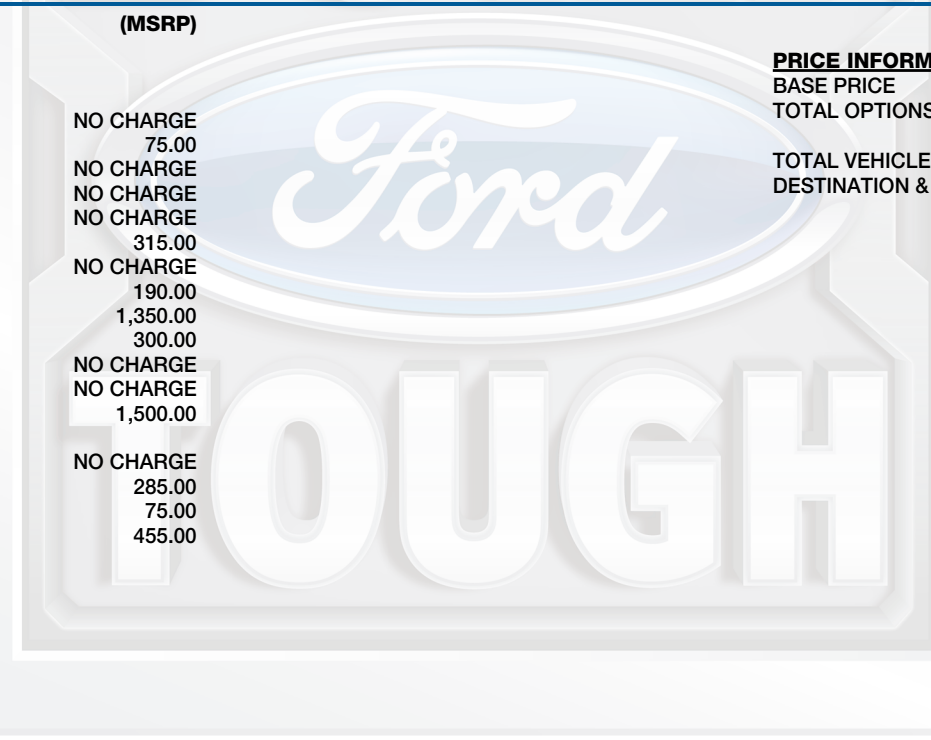 (MSRP)
NO CHARGE
75.00
NO CHARGE
NO CHARGE
NO CHARGE
315.00
NO CHARGE
190.00
1,350.00
300.00
NO CHARGE
NO CHARGE
1,500.00
NO CHARGE
285.00
75.00
455.00
PRICE INFORM
BASE PRICE
TOTAL OPTIONS
TOTAL VEHICLE
DESTINATION &
Ford
TOUGH